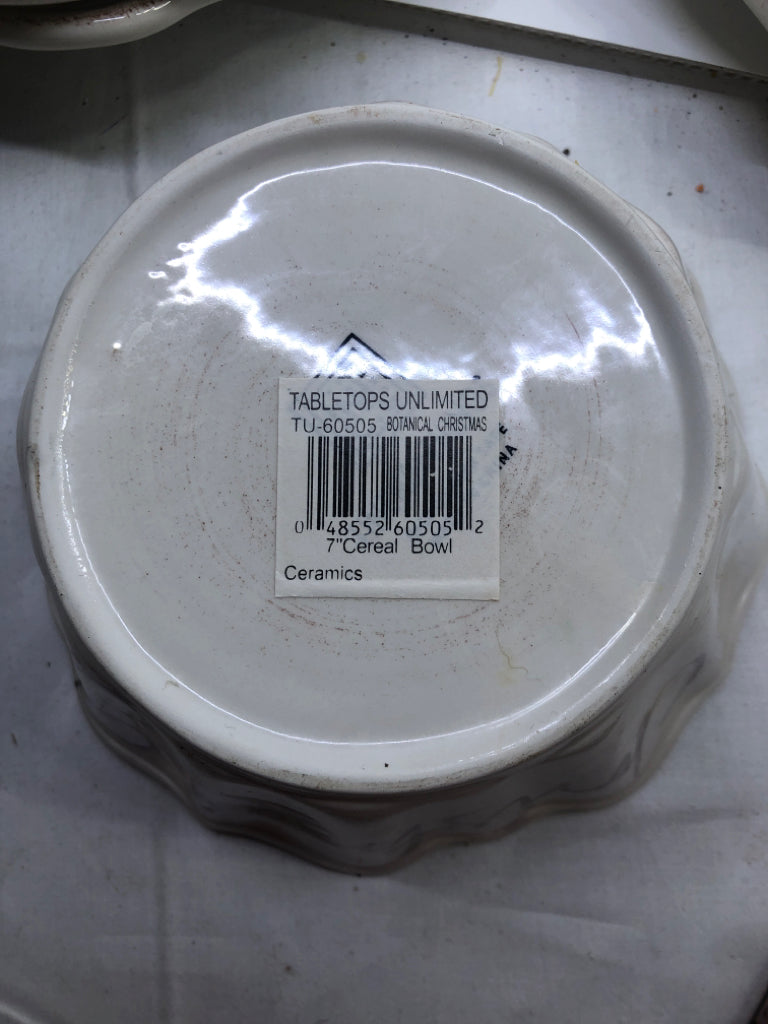 TABLETOPS UNLIMITED
TU-60505 BOTANICAL CHRISTMAS
0 48552 60505 2
7"Cereal Bowl
Ceramics